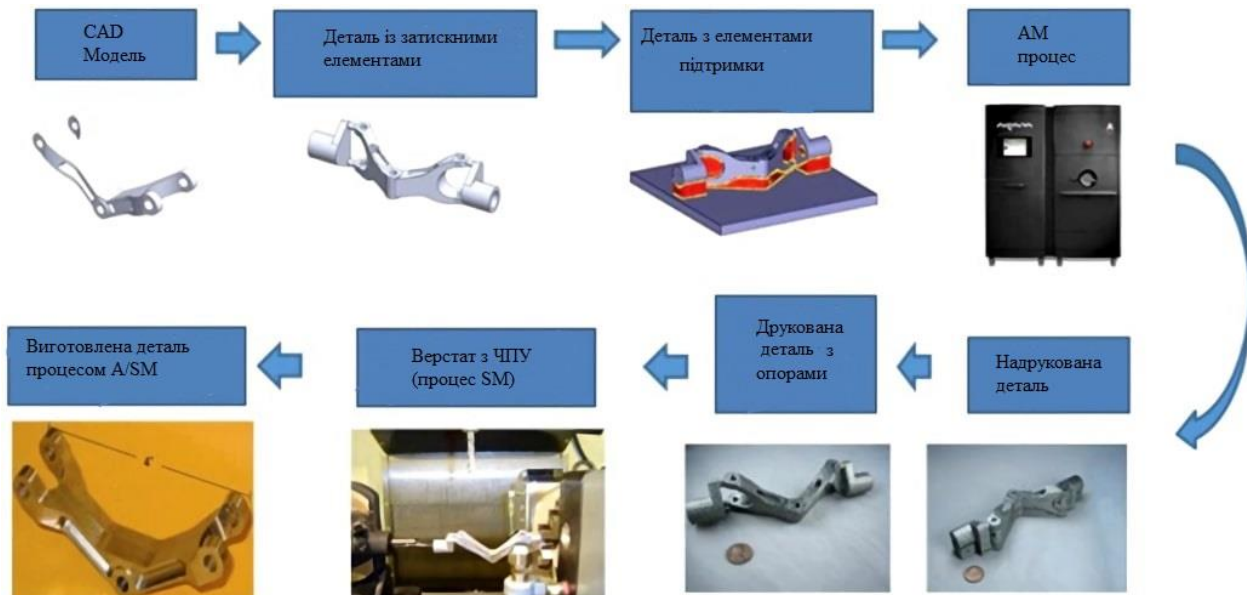 CAD
Модель
Деталь із затискними
елементами
Деталь з елементами
підтримки
АМ
процес
Надрукована
деталь
Друкована
деталь з
опорами
Верстат з ЧПУ
(процес SM)
Виготовлена деталь
процесом A/SM